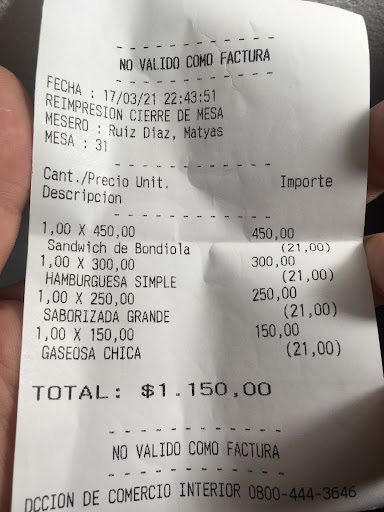 - - - - - - - - - -
NO VALIDO COMO FACTURA
- - - - - - - - - -
FECHA : 17/03/21 22:43:51
REIMPRESION CIERRE DE MESA
MESERO : Ruiz Diaz, Matyas
MESA : 31
- - - - - - - - - -
Cant./Precio Unit. Importe
Descripcion
- - - - - - - - - -
1,00 X 450,00 450,00
Sandwich de Bondiola (21,00)
1,00 X 300,00 300,00
HAMBURGUESA SIMPLE (21,00)
1,00 X 250,00 250,00
SABORIZADA GRANDE (21,00)
1,00 X 150,00 150,00
GASEOSA CHICA (21,00)
TOTAL: $1.150,00
- - - - - - - - - -
NO VALIDO COMO FACTURA
- - - - - - - - - -
DCCION DE COMERCIO INTERIOR 0800-444-3646